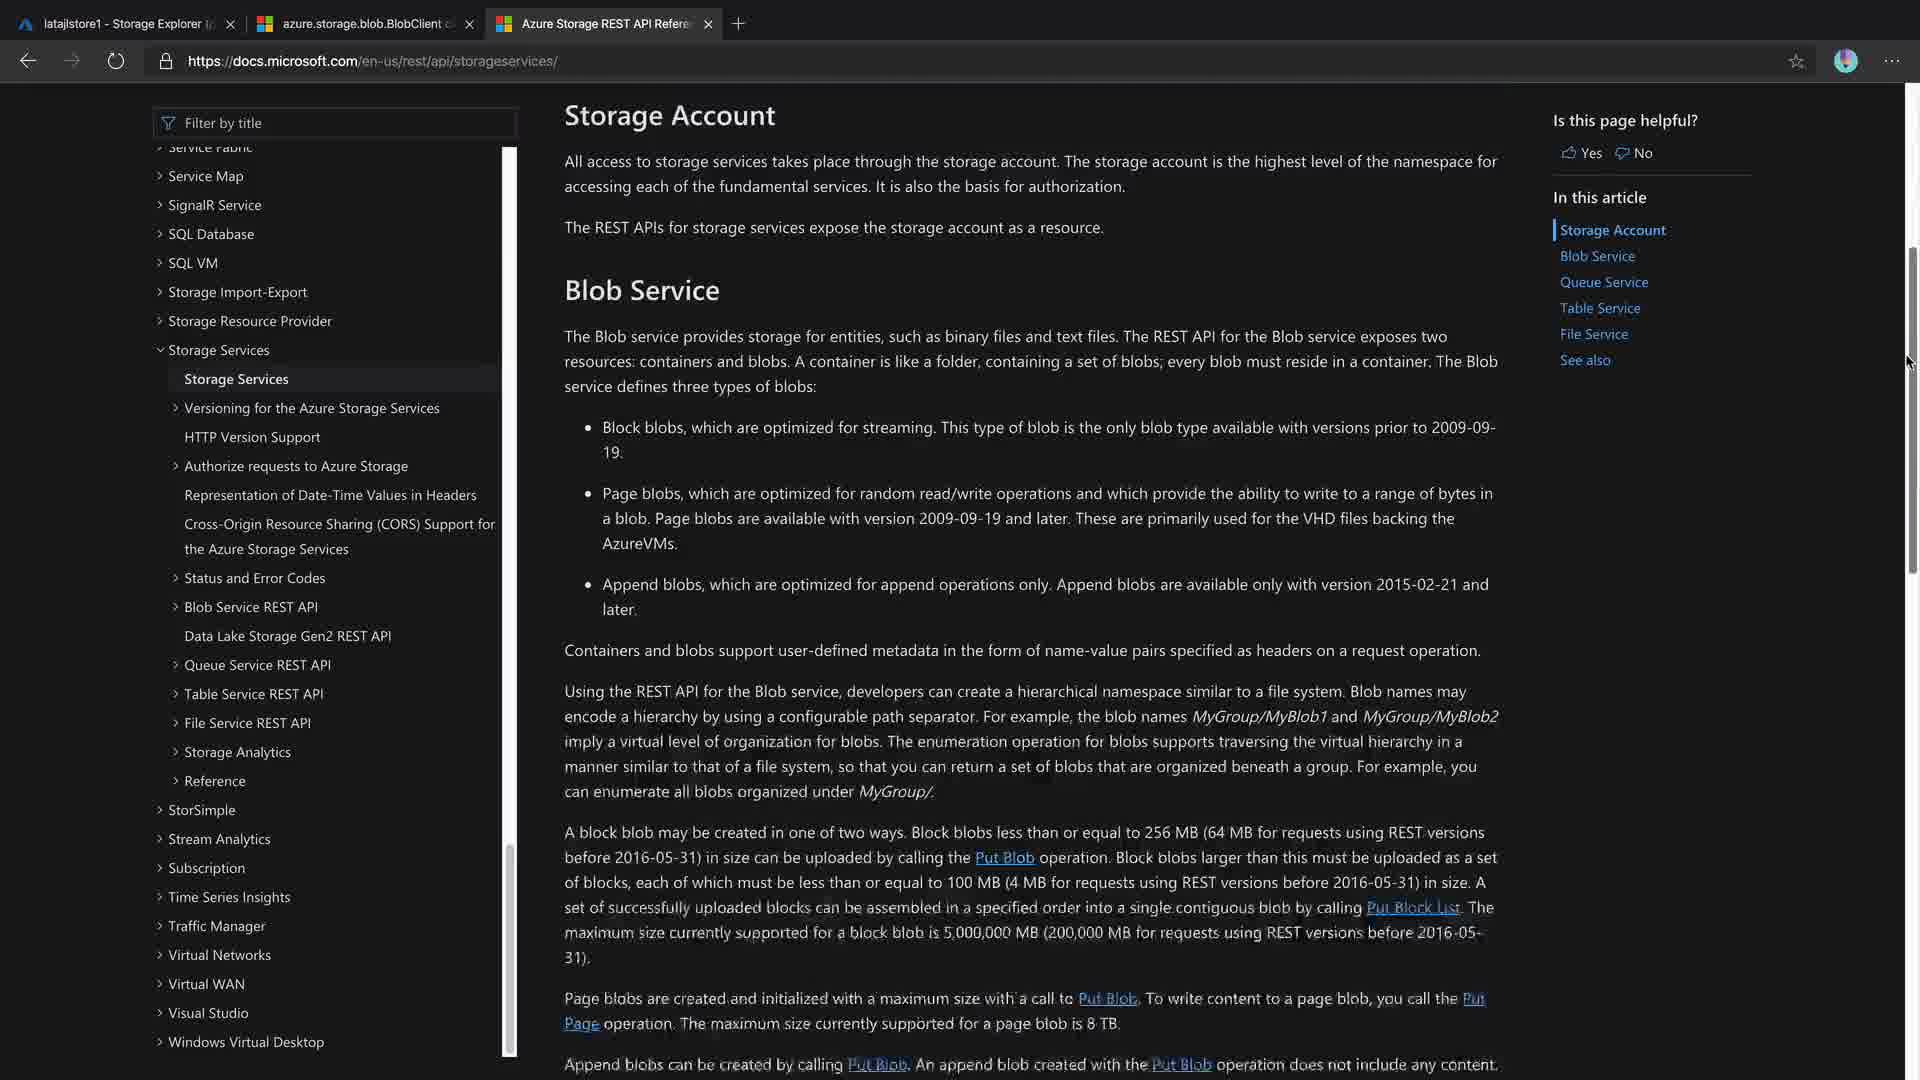 latajlstore1 - Storage Explorer
azure.storage.blob.BlobClient
Azure Storage REST API Refere
https://docs.microsoft.com/en-us/rest/api/storageservices/
Filter by title
Service Fabric
Service Map
SignalR Service
SQL Database
SQL VM
Storage Import-Export
Storage Resource Provider
Storage Services
Storage Services
Versioning for the Azure Storage Services
HTTP Version Support
Authorize requests to Azure Storage
Representation of Date-Time Values in Headers
Cross-Origin Resource Sharing (CORS) Support for
the Azure Storage Services
Status and Error Codes
Blob Service REST API
Data Lake Storage Gen2 REST API
Queue Service REST API
Table Service REST API
File Service REST API
Storage Analytics
Reference
StorSimple
Stream Analytics
Subscription
Time Series Insights
Traffic Manager
Virtual Networks
Virtual WAN
Visual Studio
Windows Virtual Desktop
Storage Account
All access to storage services takes place through the storage account. The storage account is the highest level of the namespace for
accessing each of the fundamental services. It is also the basis for authorization.
The REST APIs for storage services expose the storage account as a resource.
Blob Service
The Blob service provides storage for entities, such as binary files and text files. The REST API for the Blob service exposes two
resources: containers and blobs. A container is like a folder, containing a set of blobs; every blob must reside in a container. The Blob
service defines three types of blobs:
• Block blobs, which are optimized for streaming. This type of blob is the only blob type available with versions prior to 2009-09-
19.
• Page blobs, which are optimized for random read/write operations and which provide the ability to write to a range of bytes in
a blob. Page blobs are available with version 2009-09-19 and later. These are primarily used for the VHD files backing the
AzureVMs.
• Append blobs, which are optimized for append operations only. Append blobs are available only with version 2015-02-21 and
later.
Containers and blobs support user-defined metadata in the form of name-value pairs specified as headers on a request operation.
Using the REST API for the Blob service, developers can create a hierarchical namespace similar to a file system. Blob names may
encode a hierarchy by using a configurable path separator. For example, the blob names MyGroup/MyBlob1 and MyGroup/MyBlob2
imply a virtual level of organization for blobs. The enumeration operation for blobs supports traversing the virtual hierarchy in a
manner similar to that of a file system, so that you can return a set of blobs that are organized beneath a group. For example, you
can enumerate all blobs organized under MyGroup/.
A block blob may be created in one of two ways. Block blobs less than or equal to 256 MB (64 MB for requests using REST versions
before 2016-05-31) in size can be uploaded by calling the Put Blob operation. Block blobs larger than this must be uploaded as a set
of blocks, each of which must be less than or equal to 100 MB (4 MB for requests using REST versions before 2016-05-31) in size. A
set of successfully uploaded blocks can be assembled in a specified order into a single contiguous blob by calling Put Block List. The
maximum size currently supported for a block blob is 5,000,000 MB (200,000 MB for requests using REST versions before 2016-05-
31).
Page blobs are created and initialized with a maximum size with a call to Put Blob. To write content to a page blob, you call the Put
Page operation. The maximum size currently supported for a page blob is 8 TB.
Append blobs can be created by calling Put Blob. An append blob created with the Put Blob operation does not include any content.
Is this page helpful?
Yes No
In this article
Storage Account
Blob Service
Queue Service
Table Service
File Service
See also